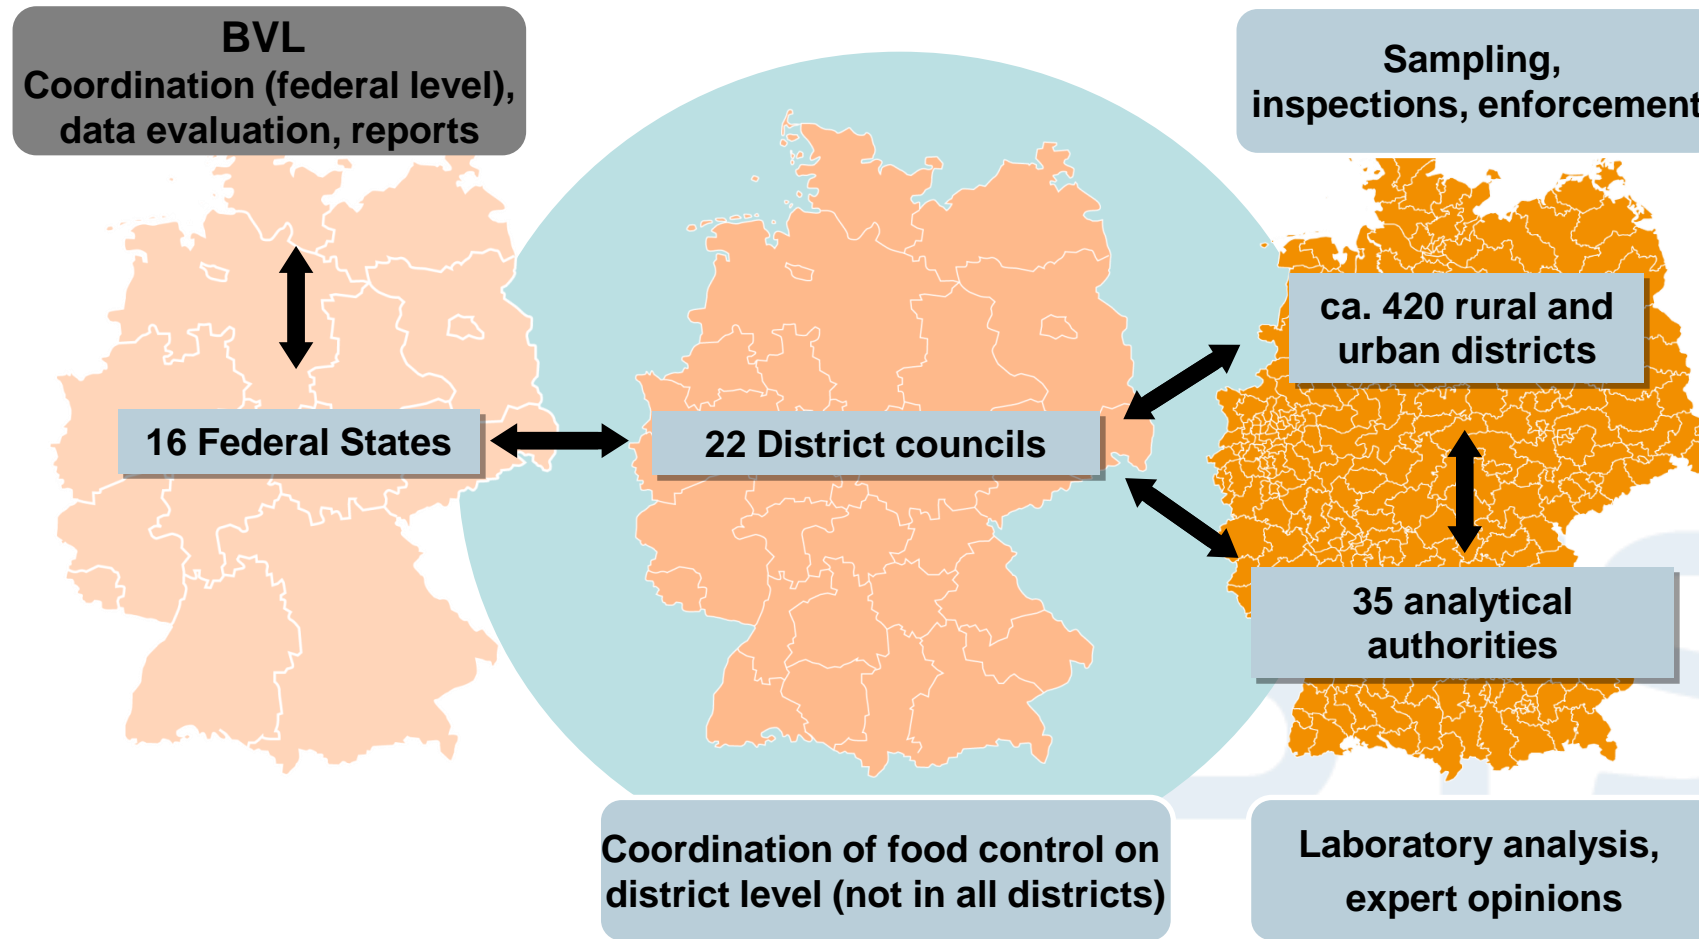 BVL
Coordination (federal level),
data evaluation, reports
Sampling,
inspections, enforcement
ca. 420 rural and
urban districts
16 Federal States
22 District councils
35 analytical
authorities
Coordination of food control on
district level (not in all districts)
Laboratory analysis,
expert opinions